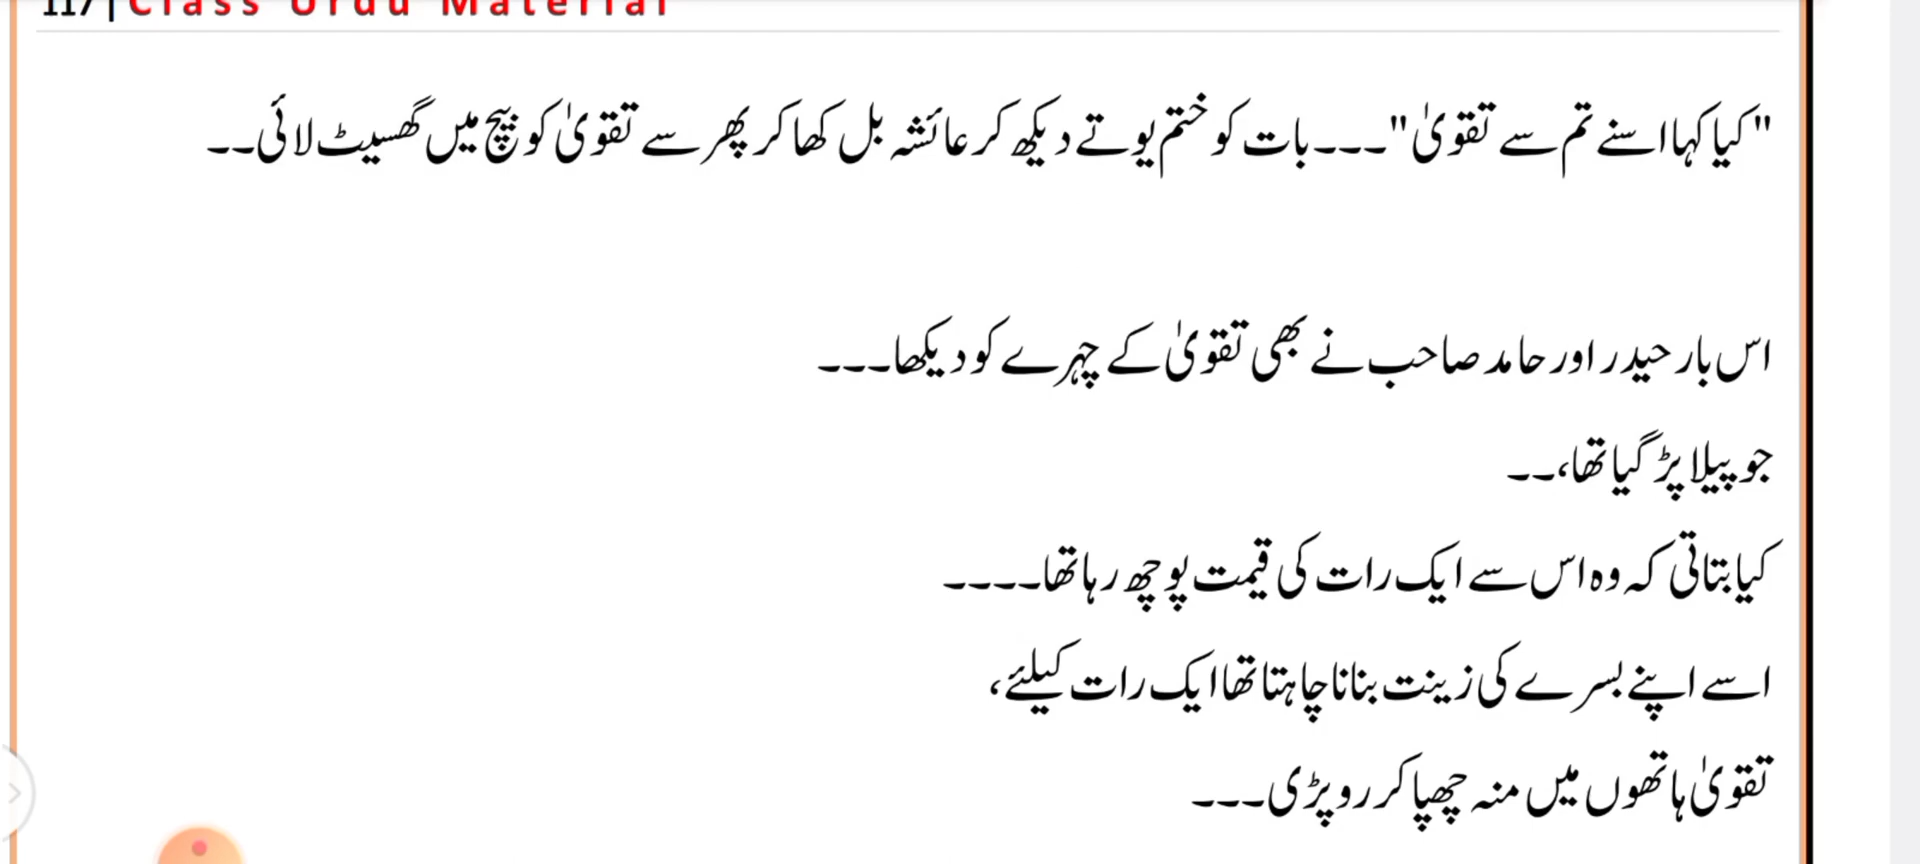 117|Class Urdu Material
"کیا کہا اسنے تم سے تقویٰ"۔۔۔بات کو ختم یوتے دیکھ کر عائشہ بل کھا کر پھر سے تقویٰ کو بیچ میں گھسیٹ لائی۔۔
اس بار حیدر اور حامد صاحب نے بھی تقویٰ کے چہرے کو دیکھا۔۔۔
جو پیلا پڑ گیا تھا،۔۔
کیا بتاتی کہ وہ اس سے ایک رات کی قیمت پوچھ رہا تھا۔۔۔۔
اسے اپنے بسرے کی زینت بنانا چاہتا تھا ایک رات کیلئے،
تقویٰ ہاتھوں میں منہ چھپا کر رو پڑی۔۔۔